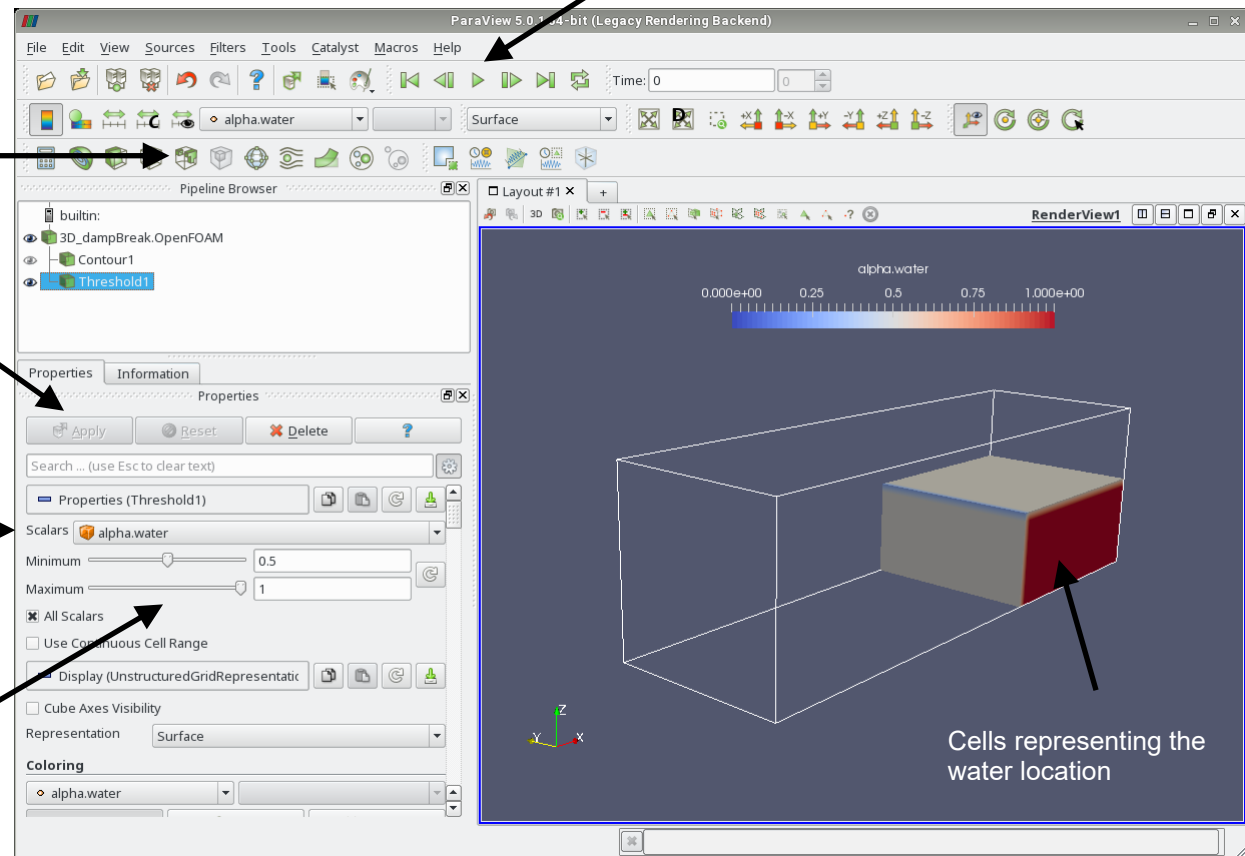 ParaView 5.0.1 64-bit (Legacy Rendering Backend)
File Edit View Sources Filters Tools Catalyst Macros Help
Time: 0 0
alpha.water Surface
+X -X +Y -Y +Z -Z
Pipeline Browser
builtin:
3D_dampBreak.OpenFOAM
Contour1
Threshold1
Properties Information
Properties
Apply Reset Delete ?
Search ... (use Esc to clear text)
Properties (Threshold1)
Scalars alpha.water
Minimum 0.5
Maximum 1
All Scalars
Use Continuous Cell Range
Display (UnstructuredGridRepresentatic
Cube Axes Visibility
Representation Surface
Coloring
alpha.water
Layout #1 +
3D RenderView1
alpha.water
0.000e+00 0.25 0.5 0.75 1.000e+00
Z
Y X
Cells representing the
water location